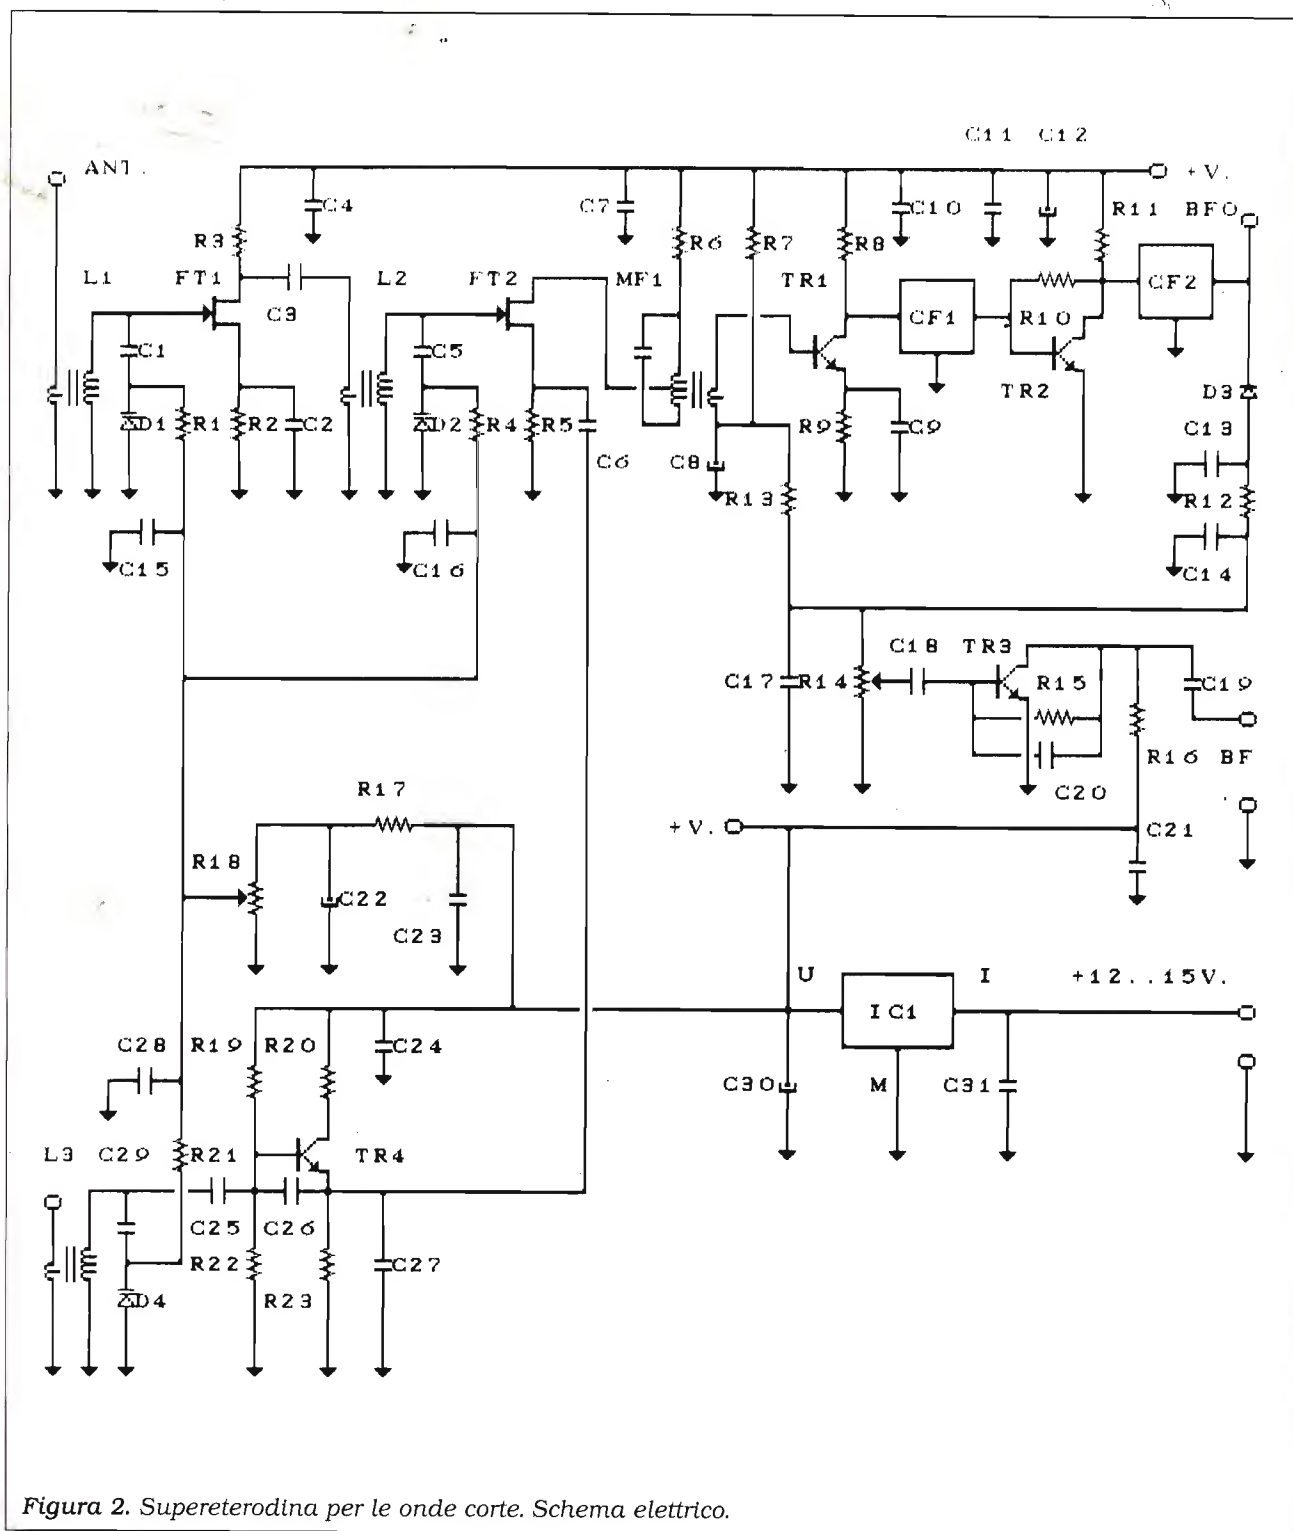 C11 C12
ANT.
+V.
C4
C7
C10
R11 BFO
R3
R6
R7
R8
L1
FT1
L2
FT2
MF1
TR1
CF2
C3
CF1
R10
C1
C5
TR2
D3
D1
R1
R2
C2
D2
R4
R5
R9
C9
C13
C6
C8
R13
R12
C15
C16
C14
C18 TR3
C17
R14
R15
C19
R16 BF
R17
C20
+V.
C21
R18
C22
C23
U
I
+12..15V.
IC1
C28
R19
R20
C24
C30
M
C31
L3
C29
R21
TR4
C25
C26
R22
C27
D4
R23
Figura 2. Supereterodina per le onde corte. Schema elettrico.